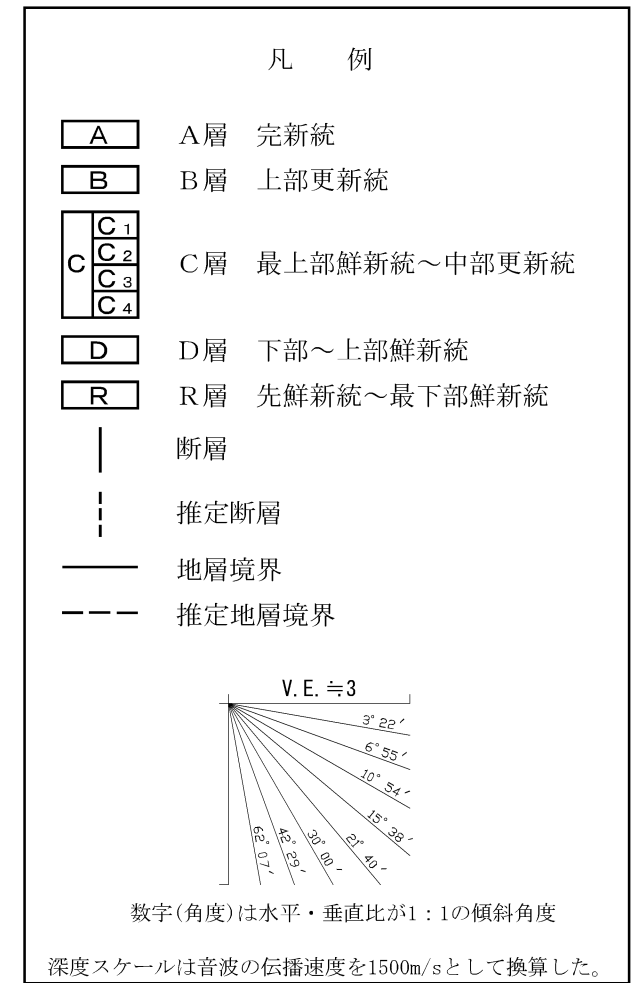 凡　例
A　A層　完新統
B　B層　上部更新統
C　C1　C2　C3　C4　C層　最上部鮮新統～中部更新統
D　D層　下部～上部鮮新統
R　R層　先鮮新統～最下部鮮新統
断層
推定断層
地層境界
推定地層境界
V.E.≒3
3°22′
6°55′
10°54′
15°38′
21°40′
30°00′
42°29′
62°07′
数字(角度)は水平・垂直比が1：1の傾斜角度
深度スケールは音波の伝播速度を1500m/sとして換算した。